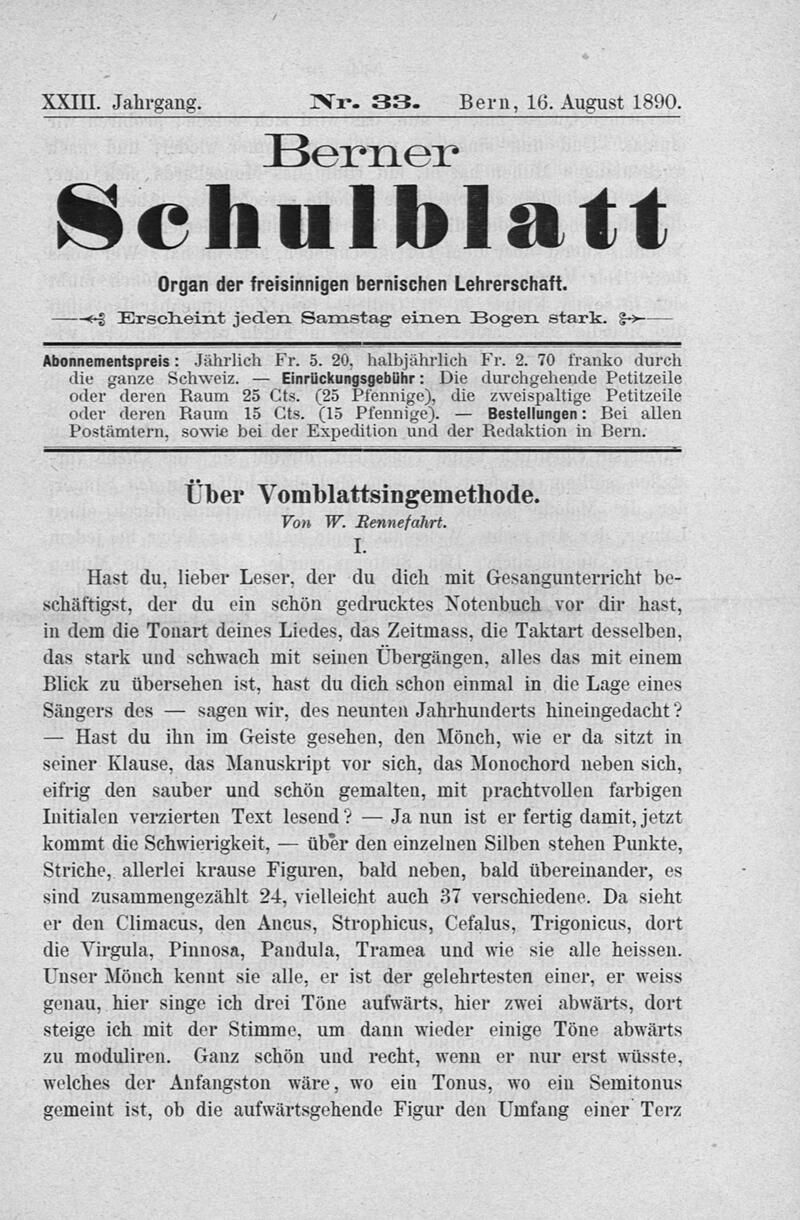 XXIII. Jahrgang. Nr. 33. Bern, 16. August 1890.
Berner
Schulblatt
Organ der freisinnigen bernischen Lehrerschaft.
Erscheint jeden Samstag einen Bogen stark.
Abonnementspreis: Jährlich Fr. 5. 20, halbjährlich Fr. 2. 70 franko durch
die ganze Schweiz. — Einrückungsgebühr: Die durchgehende Petitzeile
oder deren Raum 25 Cts. (25 Pfennige), die zweispaltige Petitzeile
oder deren Raum 15 Cts. (15 Pfennige). — Bestellungen: Bei allen
Postämtern, sowie bei der Expedition und der Redaktion in Bern.
Über Vomblattsingemethode.
Von W. Rennefahrt.
I.
Hast du, lieber Leser, der du dich mit Gesangunterricht be-
schäftigst, der du ein schön gedrucktes Notenbuch vor dir hast,
in dem die Tonart deines Liedes, das Zeitmass, die Taktart desselben,
das stark und schwach mit seinen Übergängen, alles das mit einem
Blick zu übersehen ist, hast du dich schon einmal in die Lage eines
Sängers des — sagen wir, des neunten Jahrhunderts hineingedacht?
— Hast du ihn im Geiste gesehen, den Mönch, wie er da sitzt in
seiner Klause, das Manuskript vor sich, das Monochord neben sich,
eifrig den sauber und schön gemalten, mit prachtvollen farbigen
Initialen verzierten Text lesend? — Ja nun ist er fertig damit, jetzt
kommt die Schwierigkeit, — über den einzelnen Silben stehen Punkte,
Striche, allerlei krause Figuren, bald neben, bald übereinander, es
sind zusammengezählt 24, vielleicht auch 37 verschiedene. Da sieht
er den Climacus, den Ancus, Strophicus, Cefalus, Trigonicus, dort
die Virgula, Pinnosa, Pandula, Tramea und wie sie alle heissen.
Unser Mönch kennt sie alle, er ist der gelehrtesten einer, er weiss
genau, hier singe ich drei Töne aufwärts, hier zwei abwärts, dort
steige ich mit der Stimme, um dann wieder einige Töne abwärts
zu moduliren. Ganz schön und recht, wenn er nur erst wüsste,
welches der Anfangston wäre, wo ein Tonus, wo ein Semitonus
gemeint ist, ob die aufwärtsgehende Figur den Umfang einer Terz